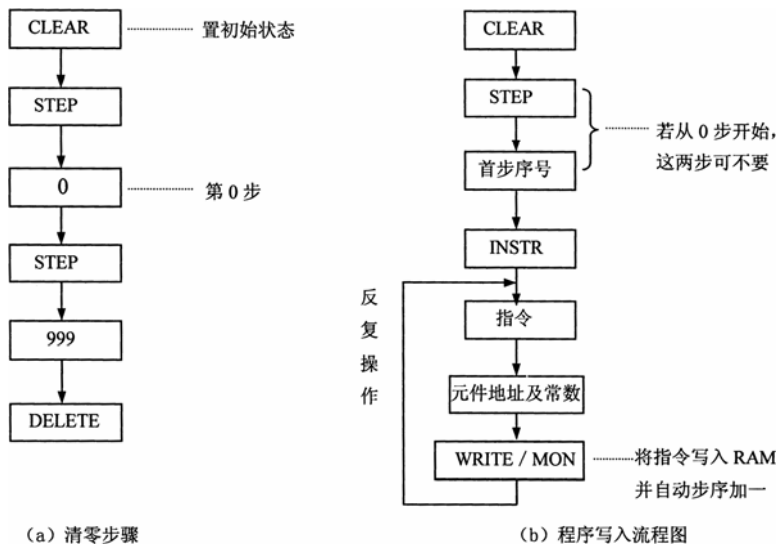 CLEAR
置初始状态
STEP
0
第 0 步
STEP
999
DELETE
(a) 清零步骤
CLEAR
STEP
若从 0 步开始,
这两步可不要
首步序号
INSTR
反复操作
指令
元件地址及常数
WRITE / MON
将指令写入 RAM
并自动步序加一
(b) 程序写入流程图